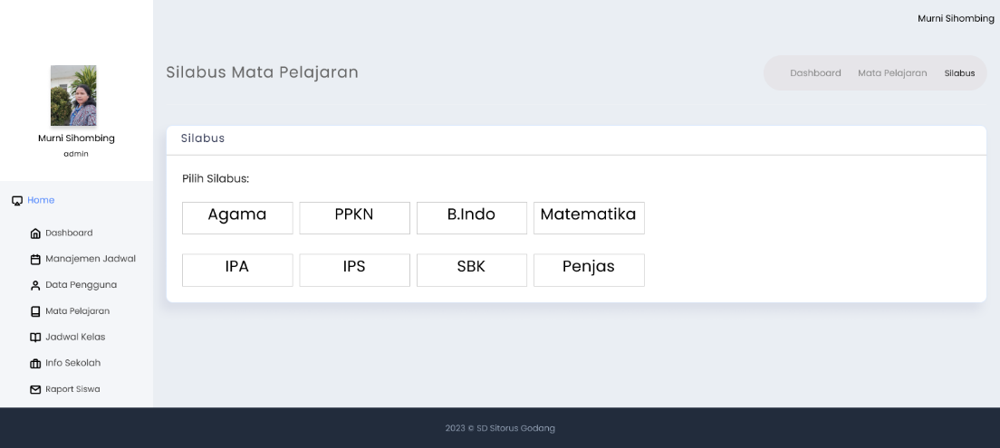 Murni Sihombing
Murni Sihombing
admin
Home
Dashboard
Manajemen Jadwal
Data Pengguna
Mata Pelajaran
Jadwal Kelas
Info Sekolah
Raport Siswa
Silabus Mata Pelajaran
Dashboard Mata Pelajaran Silabus
Silabus
Pilih Silabus:
Agama PPKN B.Indo Matematika
IPA IPS SBK Penjas
2023 © SD Sitorus Godang